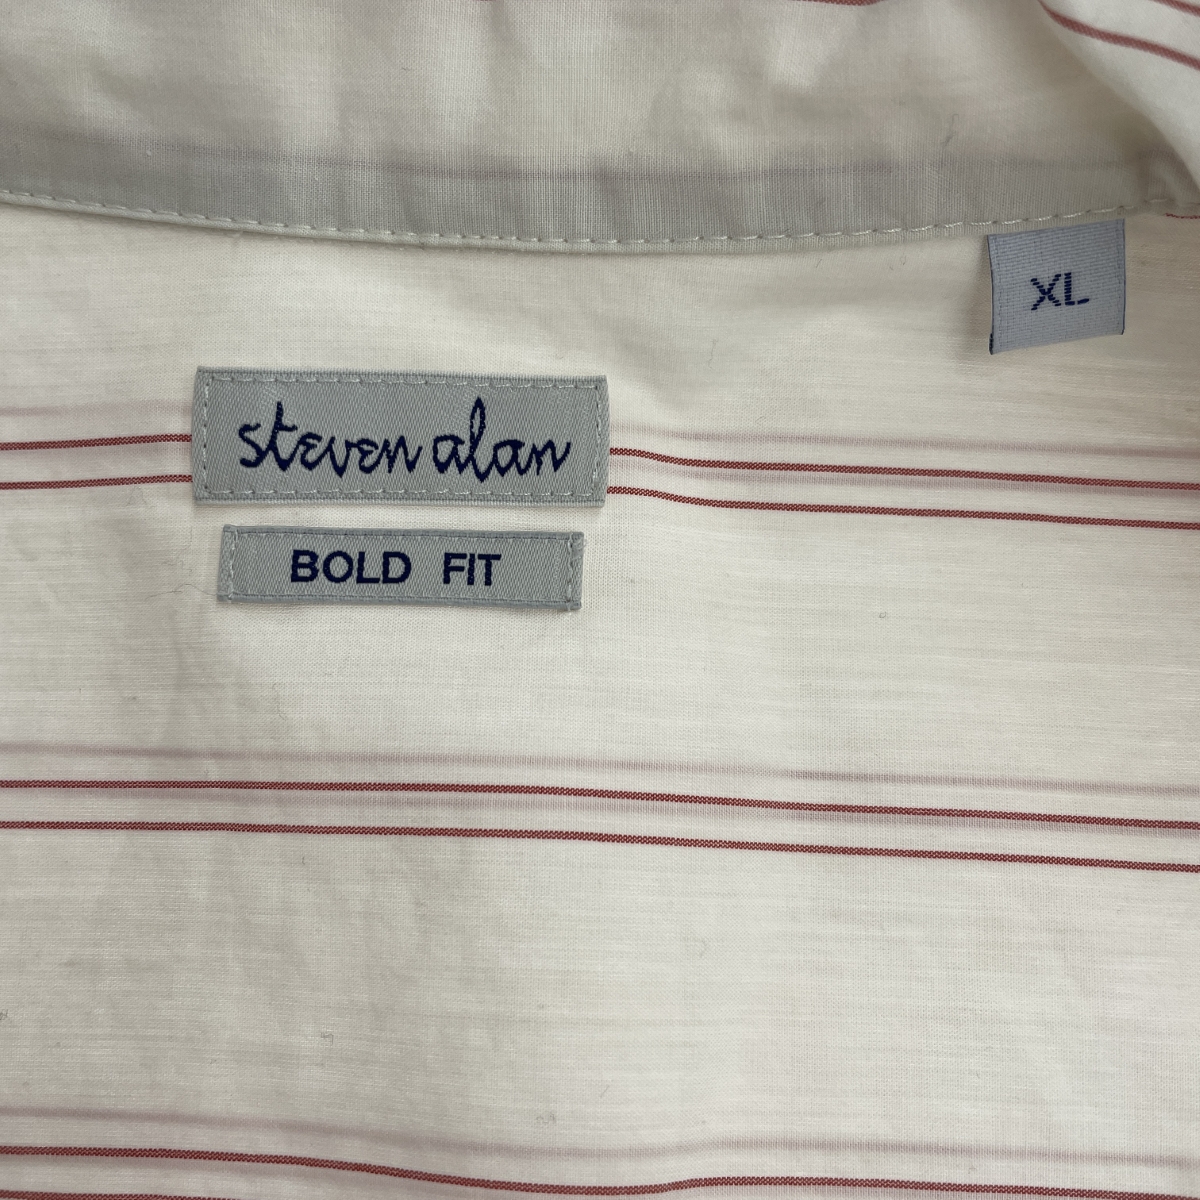 XL
steven alan
BOLD FIT